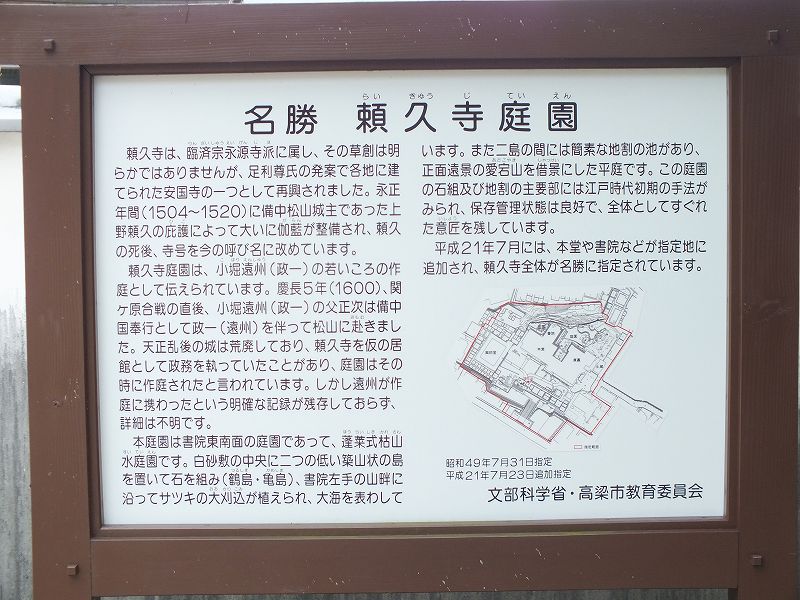 名勝 頼久寺庭園
らい きゅう じ てい えん
頼久寺は、臨済宗永源寺派に属し、その草創は明
らかではありませんが、足利尊氏の発案で各地に建
てられた安国寺の一つとして再興されました。永正
年間(1504～1520)に備中松山城主であった上
野頼久の庇護によって大いに伽藍が整備され、頼久
の死後、寺号を今の呼び名に改めています。
頼久寺庭園は、小堀遠州(政一)の若いころの作
庭として伝えられています。慶長5年(1600)、関
ヶ原合戦の直後、小堀遠州(政一)の父正次は備中
国奉行として政一(遠州)を伴って松山に赴きまし
た。天正乱後の城は荒廃しており、頼久寺を仮の居
館として政務を執っていたことがあり、庭園はその
時に作庭されたと言われています。しかし遠州が作
庭に携わったという明確な記録が残存しておらず、
詳細は不明です。
本庭園は書院東南面の庭園であって、蓬莱式枯山
水庭園です。白砂敷の中央に二つの低い築山状の島
を置いて石を組み(鶴島・亀島)、書院左手の山畔に
沿ってサツキの大刈込が植えられ、大海を表わして
います。また二島の間には簡素な地割の池があり、
正面遠景の愛宕山を借景にした平庭です。この庭園
の石組及び地割の主要部には江戸時代初期の手法が
みられ、保存管理状態は良好で、全体としてすぐれ
た意匠を残しています。
平成21年7月には、本堂や書院などが指定地に
追加され、頼久寺全体が名勝に指定されています。
昭和49年7月31日指定
平成21年7月23日追加指定
文部科学省・高梁市教育委員会